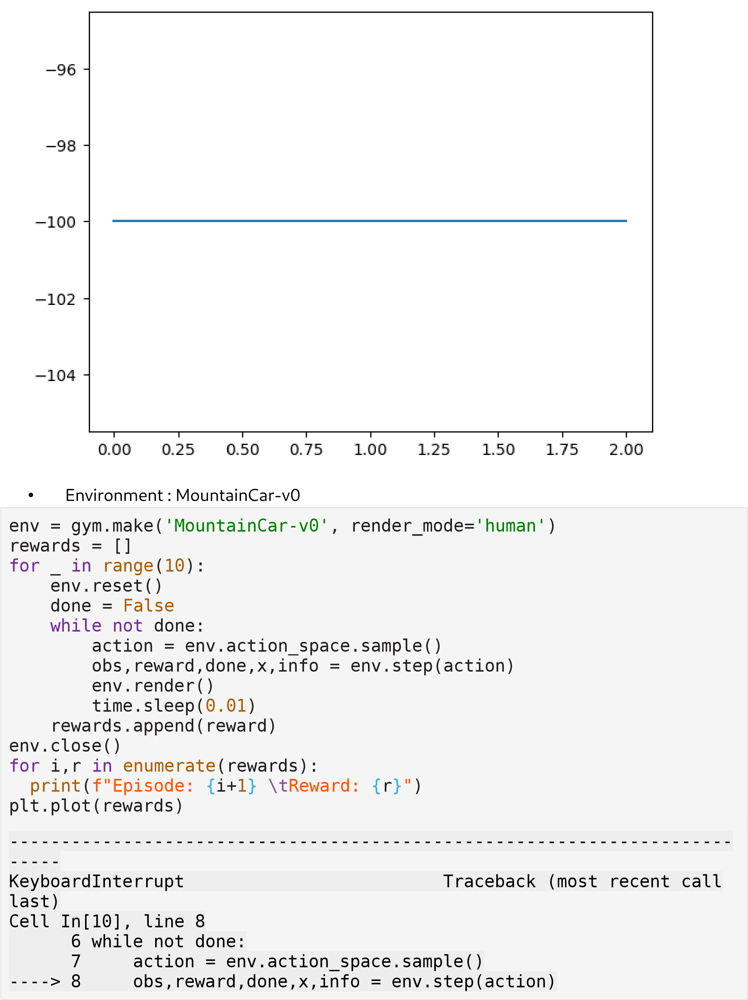 −96
−98
−100
−102
−104
0.00 0.25 0.50 0.75 1.00 1.25 1.50 1.75 2.00
• Environment : MountainCar-v0
env = gym.make('MountainCar-v0', render_mode='human')
rewards = []
for _ in range(10):
    env.reset()
    done = False
    while not done:
        action = env.action_space.sample()
        obs,reward,done,x,info = env.step(action)
        env.render()
        time.sleep(0.01)
    rewards.append(reward)
env.close()
for i,r in enumerate(rewards):
  print(f"Episode: {i+1} \tReward: {r}")
plt.plot(rewards)
----------------------------------------------------------------------
-----
KeyboardInterrupt                         Traceback (most recent call
last)
Cell In[10], line 8
      6 while not done:
      7     action = env.action_space.sample()
----> 8     obs,reward,done,x,info = env.step(action)